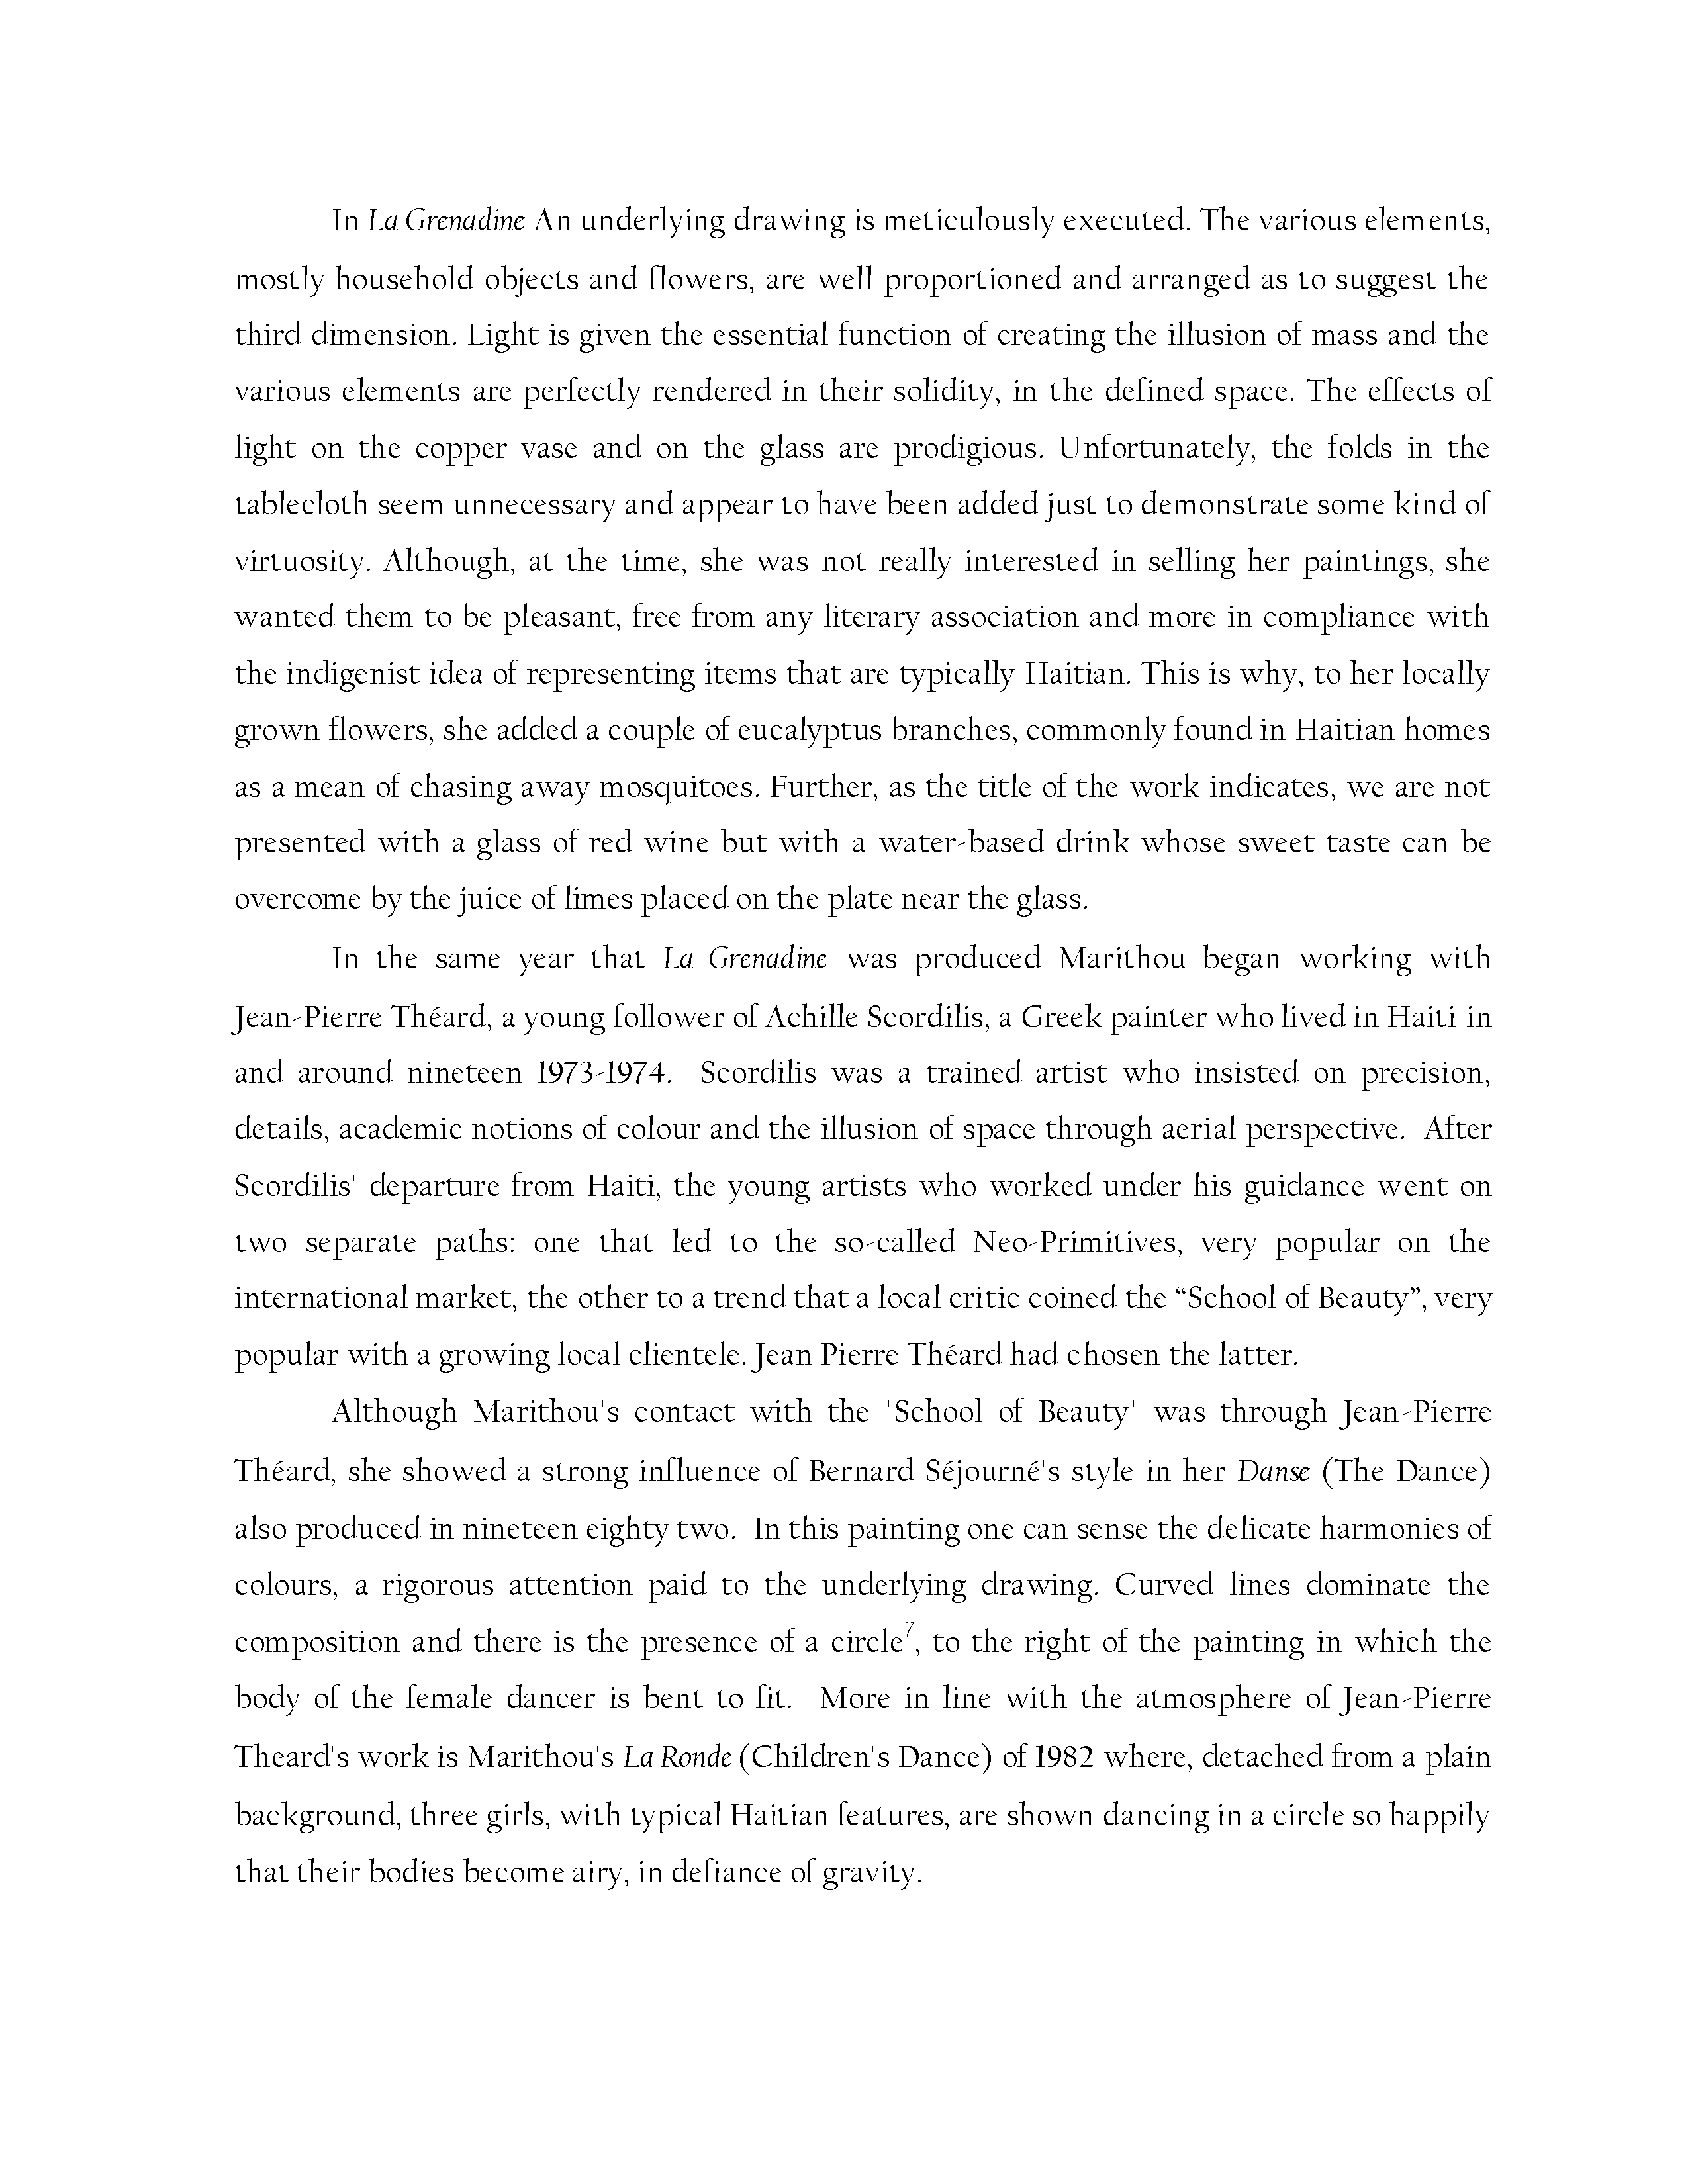 In La Grenadine An underlying drawing is meticulously executed. The various elements,
mostly household objects and flowers, are well proportioned and arranged as to suggest the
third dimension. Light is given the essential function of creating the illusion of mass and the
various elements are perfectly rendered in their solidity, in the defined space. The effects of
light on the copper vase and on the glass are prodigious. Unfortunately, the folds in the
tablecloth seem unnecessary and appear to have been added just to demonstrate some kind of
virtuosity. Although, at the time, she was not really interested in selling her paintings, she
wanted them to be pleasant, free from any literary association and more in compliance with
the indigenist idea of representing items that are typically Haitian. This is why, to her locally
grown flowers, she added a couple of eucalyptus branches, commonly found in Haitian homes
as a mean of chasing away mosquitoes. Further, as the title of the work indicates, we are not
presented with a glass of red wine but with a water-based drink whose sweet taste can be
overcome by the juice of limes placed on the plate near the glass.
In the same year that La Grenadine was produced Marithou began working with
Jean-Pierre Théard, a young follower of Achille Scordilis, a Greek painter who lived in Haiti in
and around nineteen 1973-1974.  Scordilis was a trained artist who insisted on precision,
details, academic notions of colour and the illusion of space through aerial perspective.  After
Scordilis' departure from Haiti, the young artists who worked under his guidance went on
two separate paths: one that led to the so-called Neo-Primitives, very popular on the
international market, the other to a trend that a local critic coined the “School of Beauty”, very
popular with a growing local clientele. Jean Pierre Théard had chosen the latter.
Although Marithou's contact with the "School of Beauty" was through Jean-Pierre
Théard, she showed a strong influence of Bernard Séjourné's style in her Danse (The Dance)
also produced in nineteen eighty two.  In this painting one can sense the delicate harmonies of
colours, a rigorous attention paid to the underlying drawing. Curved lines dominate the
composition and there is the presence of a circle7, to the right of the painting in which the
body of the female dancer is bent to fit.  More in line with the atmosphere of Jean-Pierre
Theard's work is Marithou's La Ronde (Children's Dance) of 1982 where, detached from a plain
background, three girls, with typical Haitian features, are shown dancing in a circle so happily
that their bodies become airy, in defiance of gravity.